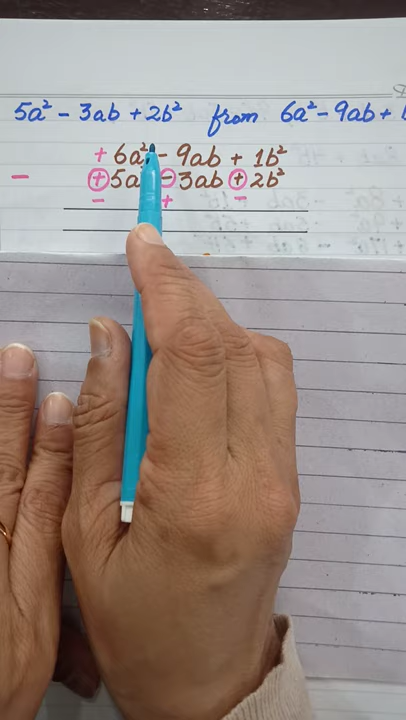 5a² - 3ab + 2b² from 6a² - 9ab + b
+ 6a² - 9ab + 1b²
- + 5a - 3ab + 2b²
- + -